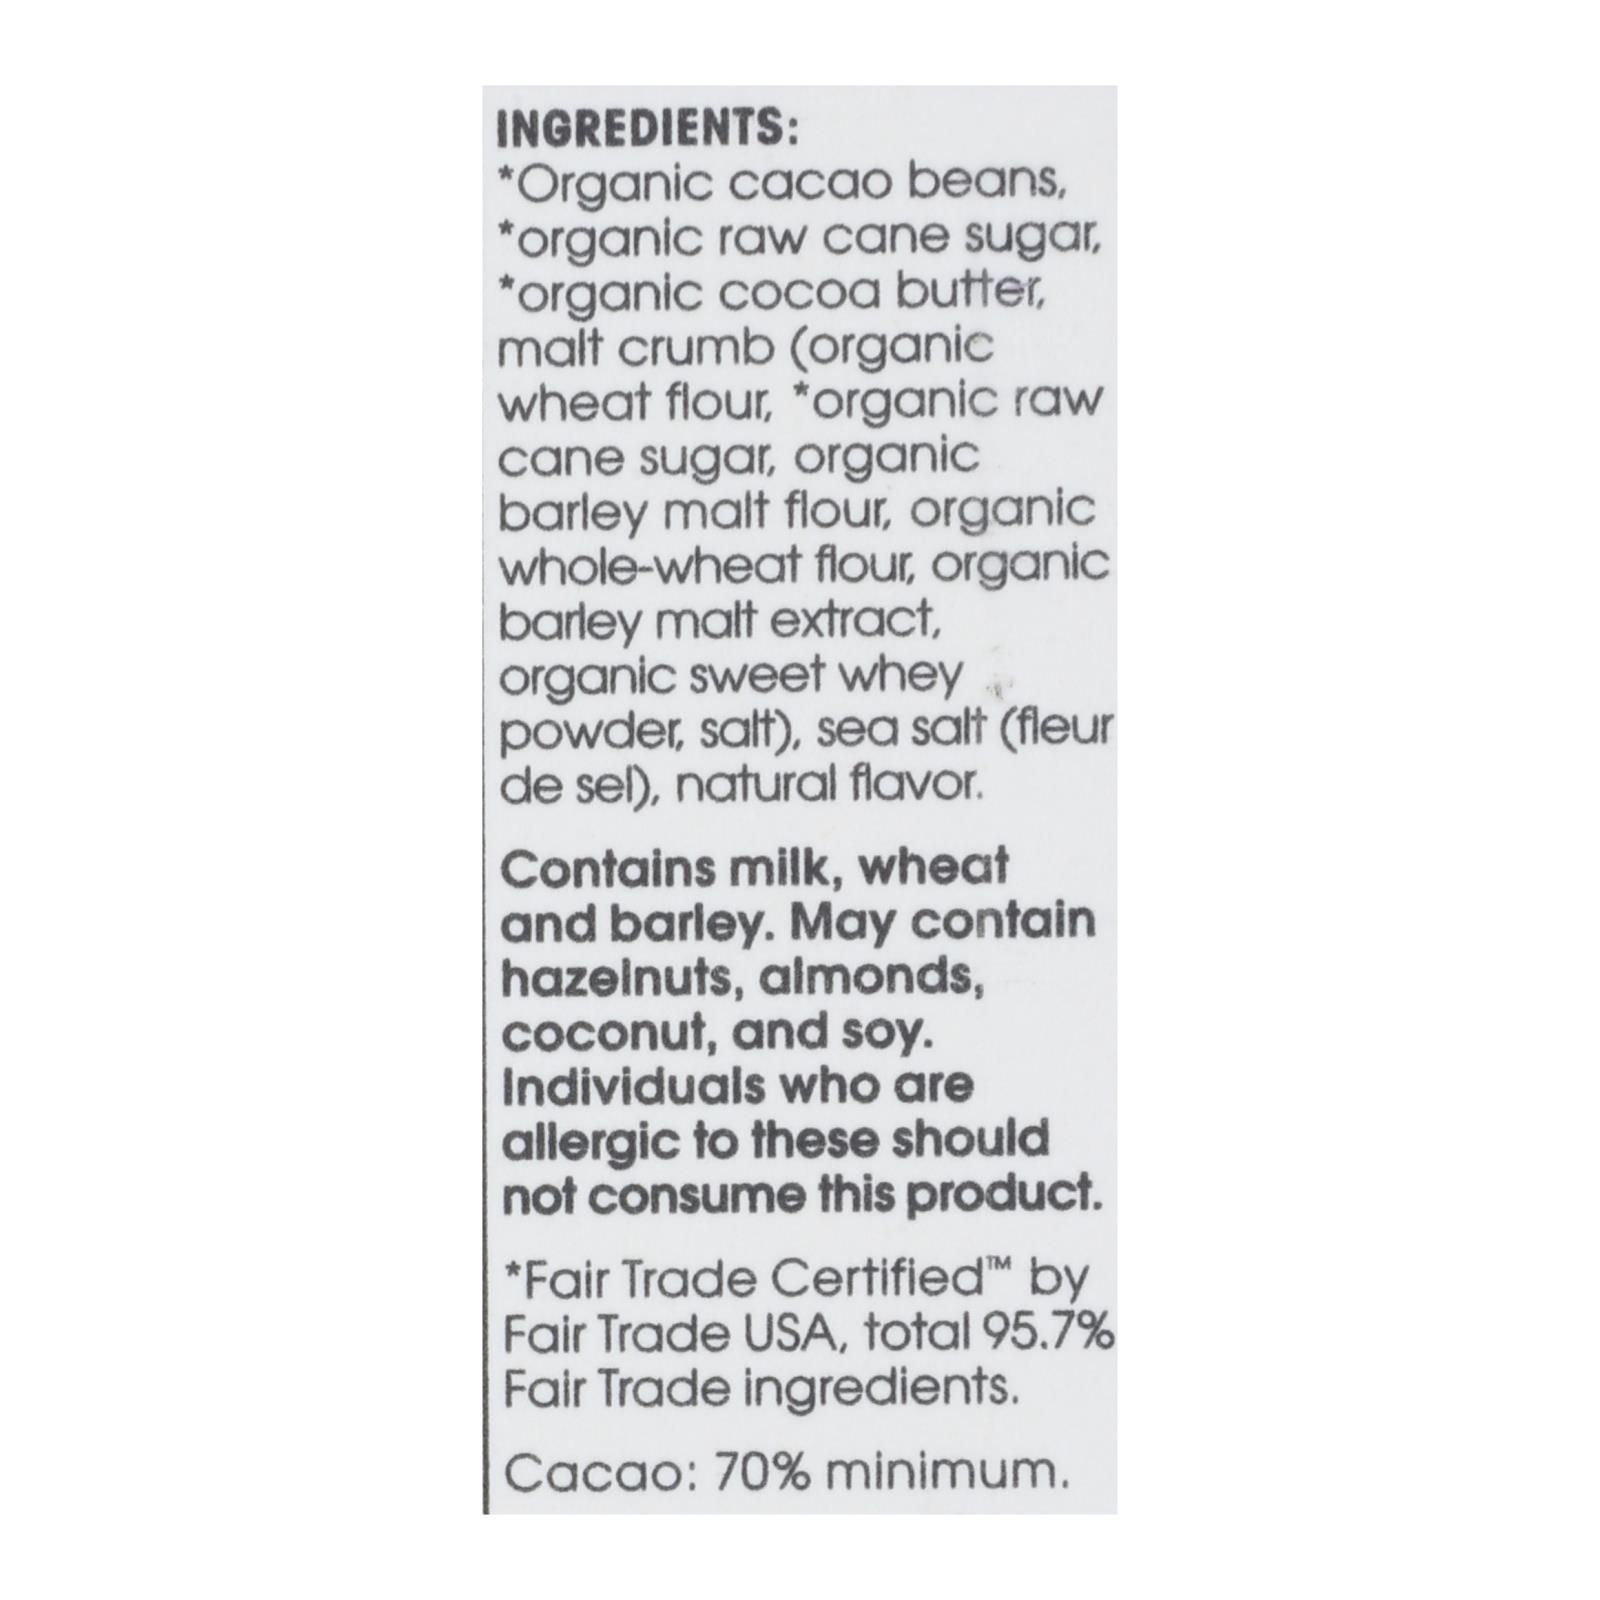 INGREDIENTS:
*Organic cacao beans,
*organic raw cane sugar,
*organic cocoa butter,
malt crumb (organic
wheat flour, *organic raw
cane sugar, organic
barley malt flour, organic
whole-wheat flour, organic
barley malt extract,
organic sweet whey
powder, salt), sea salt (fleur
de sel), natural flavor.
Contains milk, wheat
and barley. May contain
hazelnuts, almonds,
coconut, and soy.
Individuals who are
allergic to these should
not consume this product.
*Fair Trade Certified™ by
Fair Trade USA, total 95.7%
Fair Trade ingredients.
Cacao: 70% minimum.